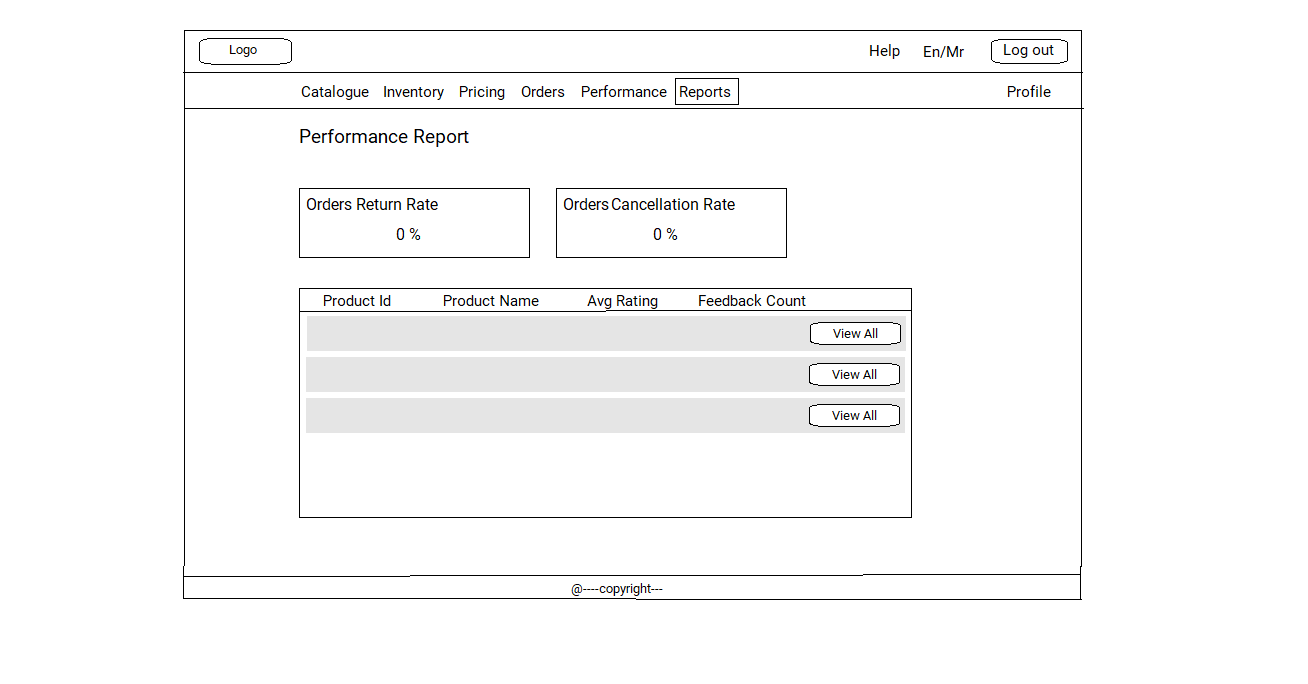 Logo Help En/Mr Log out
Catalogue Inventory Pricing Orders Performance Reports Profile
Performance Report
Orders Return Rate Orders Cancellation Rate
0 % 0 %
Product Id Product Name Avg Rating Feedback Count
View All
View All
View All
@----copyright---